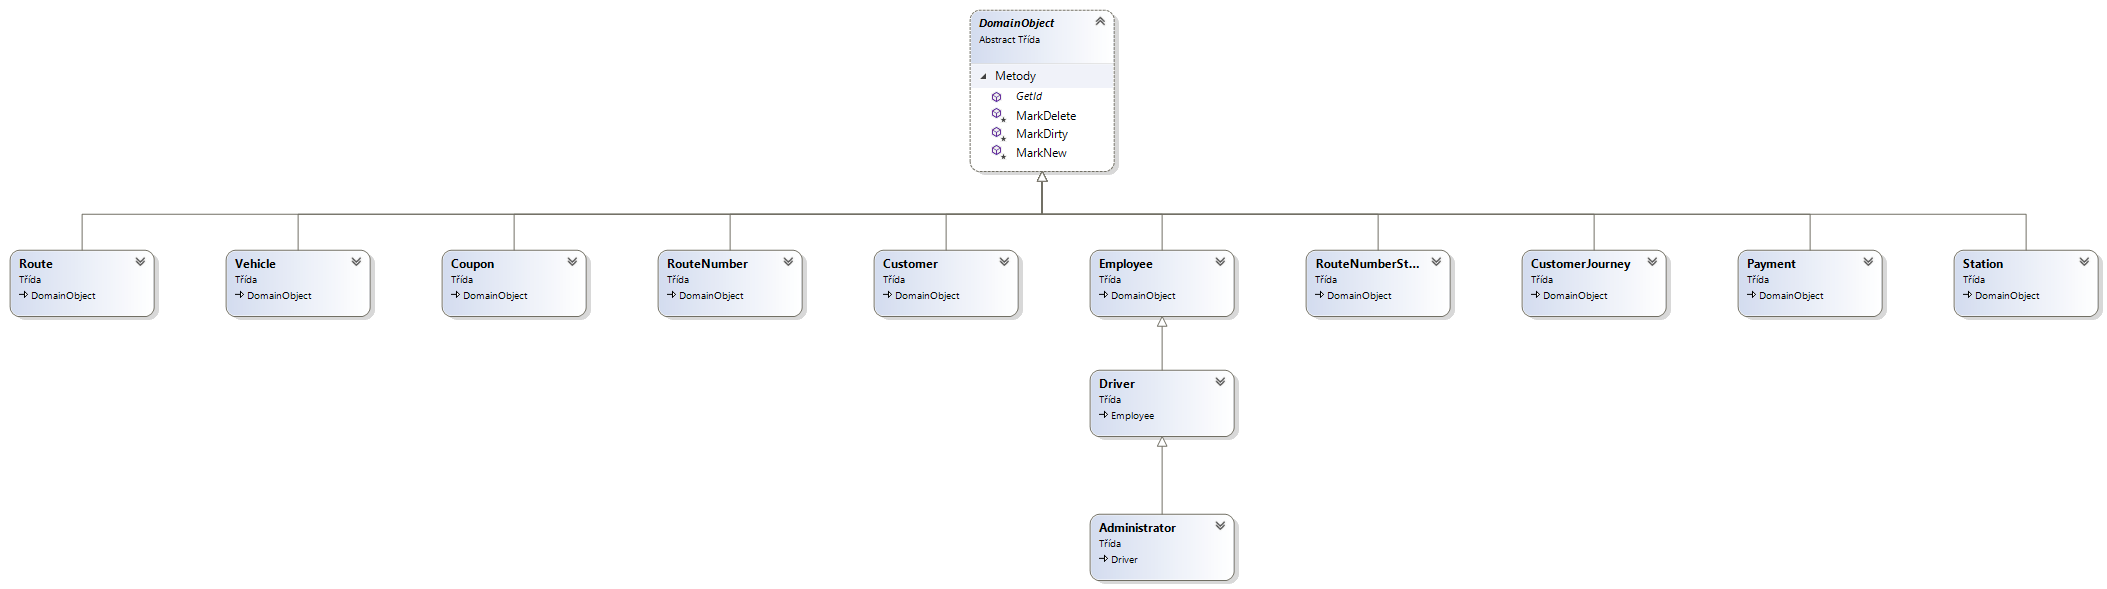 DomainObject
Abstract Třída
Metody
GetId
MarkDelete
MarkDirty
MarkNew
Route
Třída
DomainObject
Vehicle
Třída
DomainObject
Coupon
Třída
DomainObject
RouteNumber
Třída
DomainObject
Customer
Třída
DomainObject
Employee
Třída
DomainObject
RouteNumberSt...
Třída
DomainObject
CustomerJourney
Třída
DomainObject
Payment
Třída
DomainObject
Station
Třída
DomainObject
Driver
Třída
Employee
Administrator
Třída
Driver